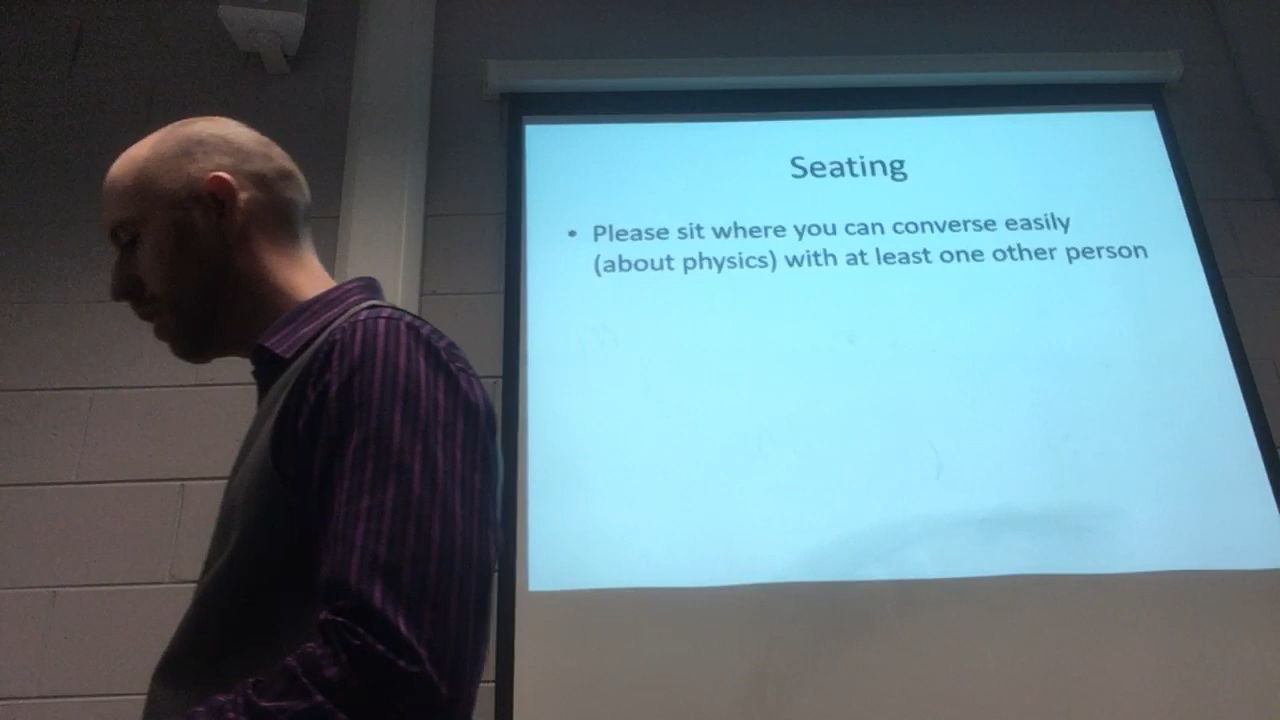 Seating
• Please sit where you can converse easily
(about physics) with at least one other person